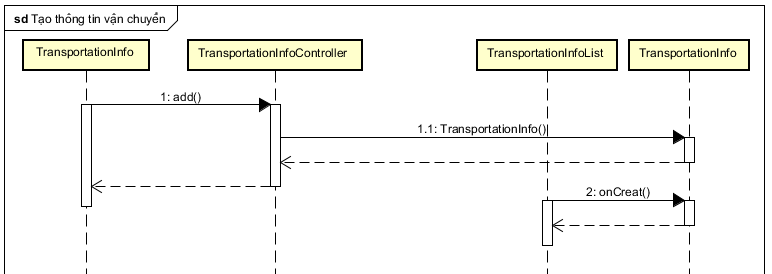 sd Tạo thông tin vận chuyển
TransportationInfo
TransportationInfoController
TransportationInfoList
TransportationInfo
1: add()
1.1: TransportationInfo()
2: onCreat()